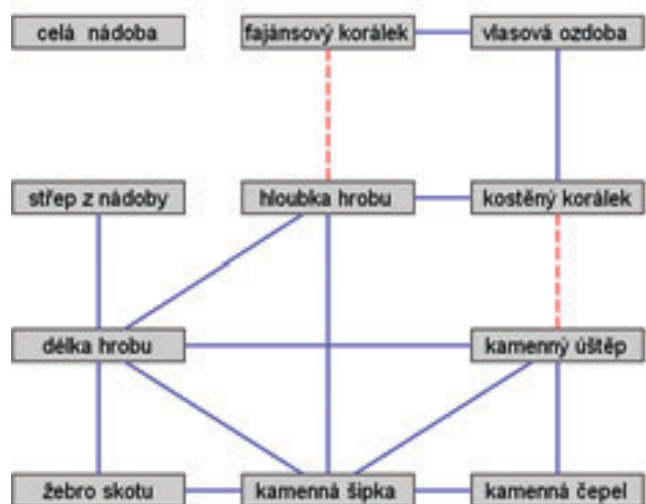 celá nádoba
fajánsový korálek
vlasová ozdoba
střep z nádoby
hloubka hrobu
kostěný korálek
délka hrobu
kamenný úštěp
žebro skotu
kamenná šipka
kamenná čepel